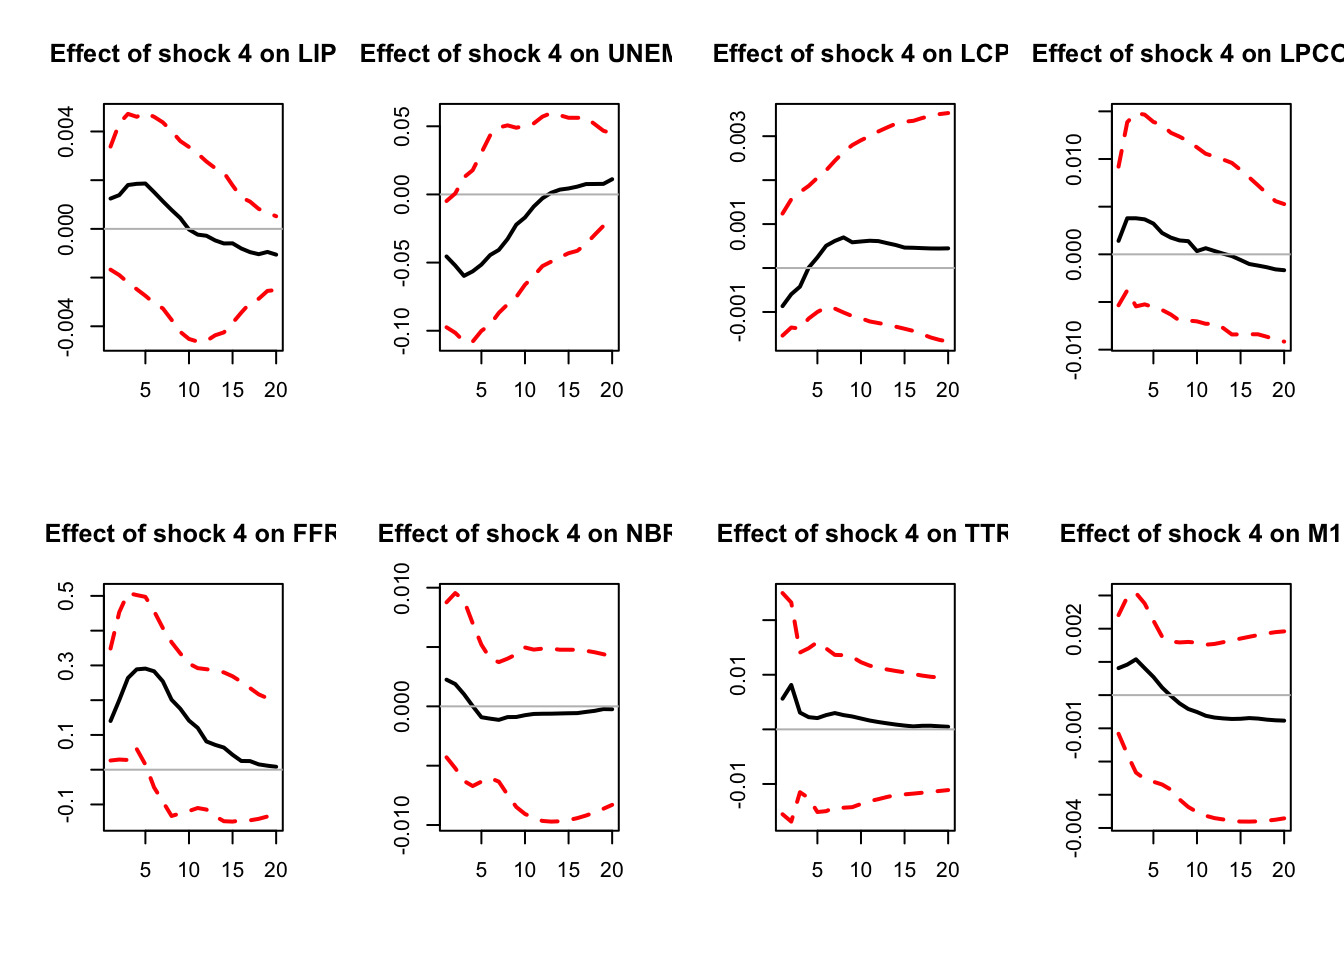 Effect of shock 4 on LIP
Effect of shock 4 on UNEM
Effect of shock 4 on LCP
Effect of shock 4 on LPCO
0.004
0.000
-0.004
5 10 15 20
0.05
0.00
-0.05
-0.10
5 10 15 20
0.003
0.001
-0.001
5 10 15 20
0.010
0.000
-0.010
5 10 15 20
Effect of shock 4 on FFR
Effect of shock 4 on NBR
Effect of shock 4 on TTR
Effect of shock 4 on M1
0.5
0.3
0.1
-0.1
5 10 15 20
0.010
0.000
-0.010
5 10 15 20
0.01
-0.01
5 10 15 20
0.002
-0.001
-0.004
5 10 15 20